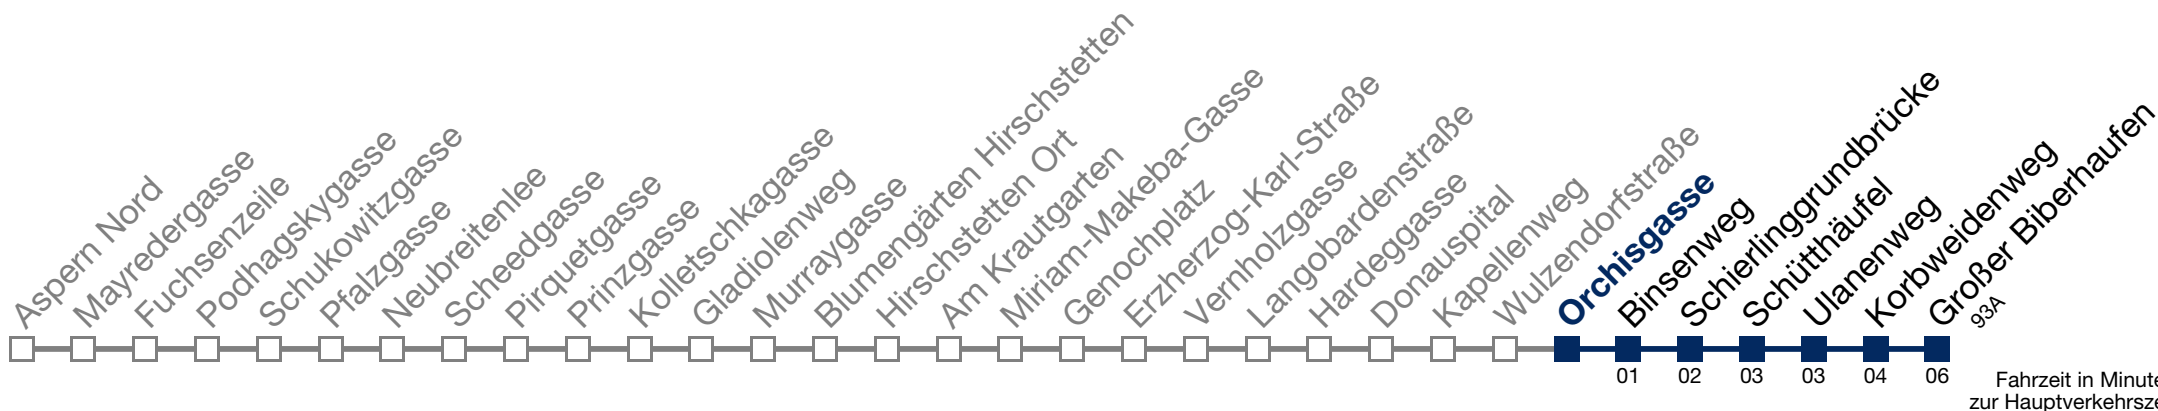 Aspern Nord
Mayredergasse
Fuchsenzeile
Podhagskygasse
Schukowitzgasse
Pfalzgasse
Neubreitenlee
Scheedgasse
Pirquetgasse
Prinzgasse
Kolletschkagasse
Gladiolenweg
Murraygasse
Blumengärten Hirschstetten
Hirschstetten Ort
Am Krautgarten
Miriam-Makeba-Gasse
Genochplatz
Erzherzog-Karl-Straße
Vernholzgasse
Langobardenstraße
Hardeggasse
Donauspital
Kapellenweg
Wulzendorfstraße
Orchisgasse
Binsenweg
Schierlinggrundbrücke
Schütthäufel
Ulanenweg
Korbweidenweg
Großer Biberhaufen
93A
01 02 03 03 04 06
Fahrzeit in Minute
zur Hauptverkehrsze